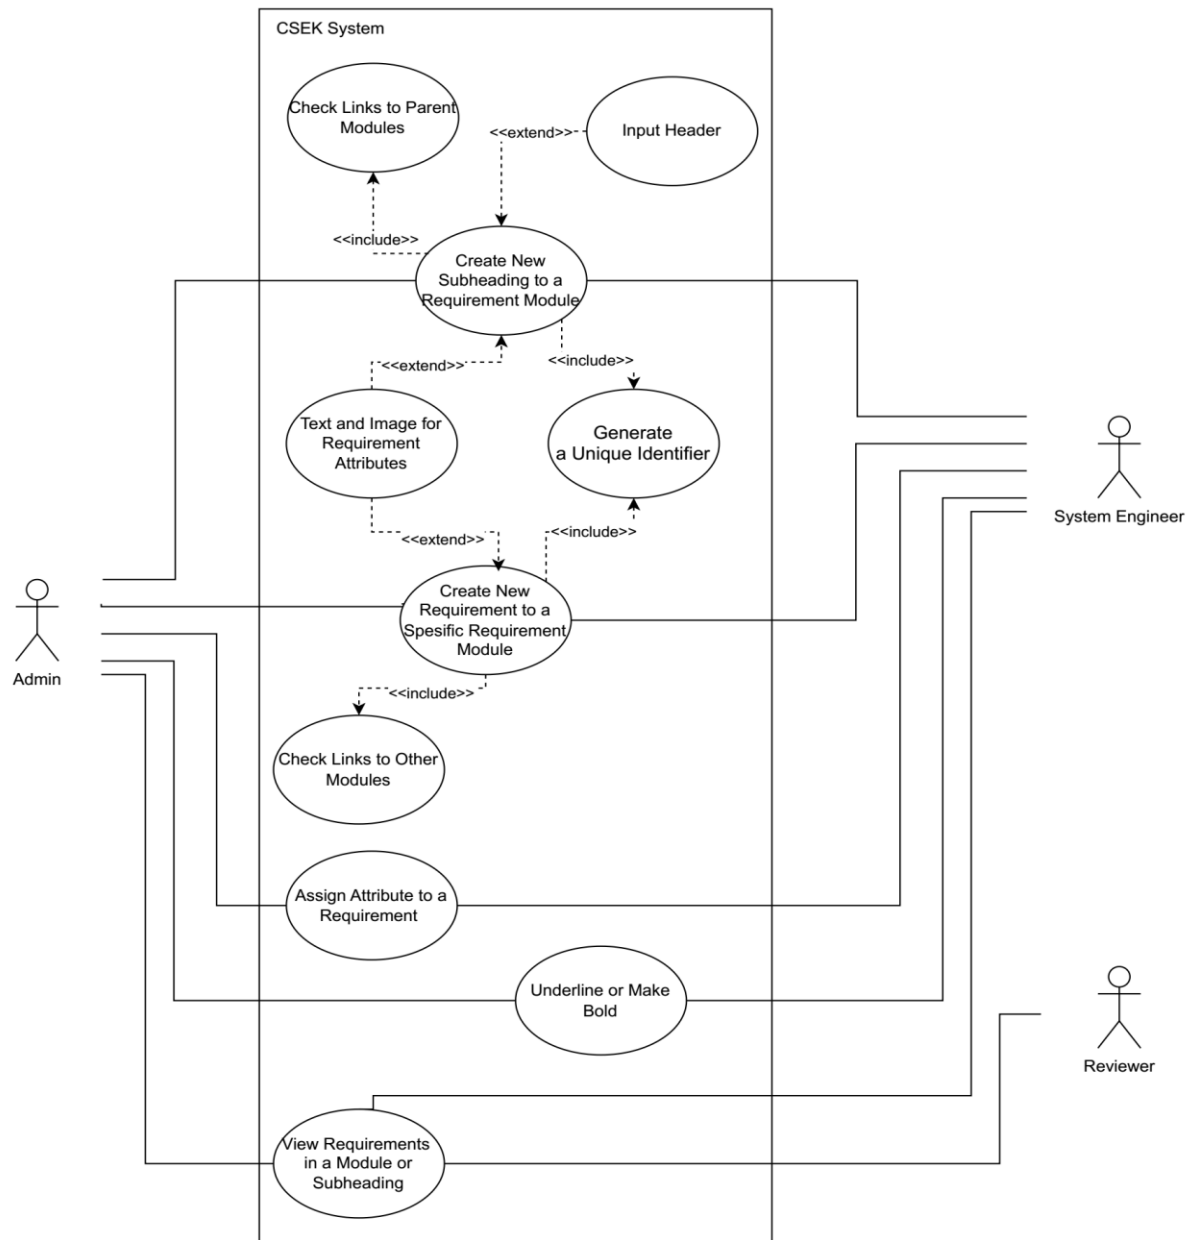 CSEK System
Check Links to Parent
Modules
<<extend>>
Input Header
<<include>>
Create New
Subheading to a
Requirement Module
<<extend>>
<<include>>
Text and Image for
Requirement
Attributes
Generate
a Unique Identifier
System Engineer
<<extend>>
<<include>>
Create New
Requirement to a
Spesific Requirement
Module
Admin
<<include>>
Check Links to Other
Modules
Assign Attribute to a
Requirement
Underline or Make
Bold
Reviewer
View Requirements
in a Module or
Subheading